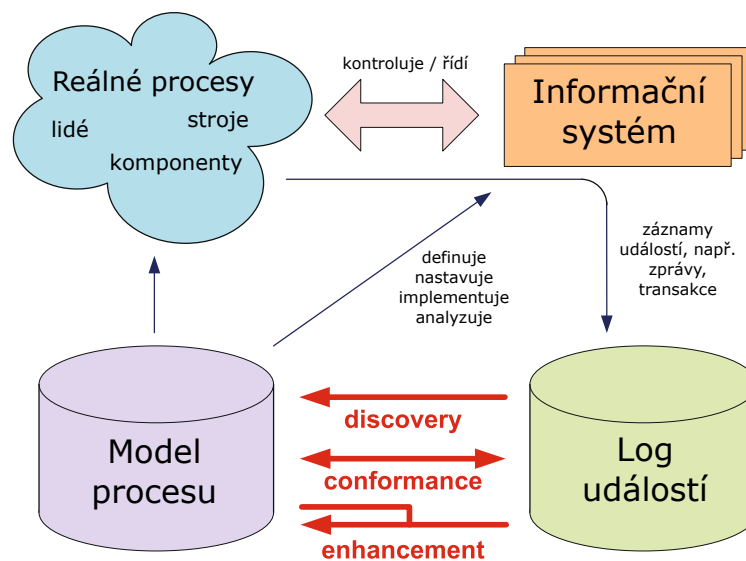 Reálné procesy
lidé
stroje
komponenty
kontroluje / řídí
Informační
systém
definuje
nastavuje
implementuje
analyzuje
záznamy
událostí, např.
zprávy,
transakce
Model
procesu
discovery
conformance
enhancement
Log
událostí